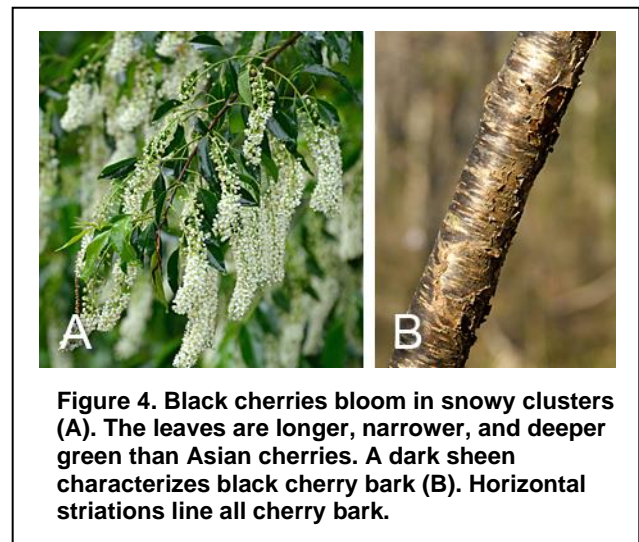 A
B
Figure 4. Black cherries bloom in snowy clusters
(A). The leaves are longer, narrower, and deeper
green than Asian cherries. A dark sheen
characterizes black cherry bark (B). Horizontal
striations line all cherry bark.